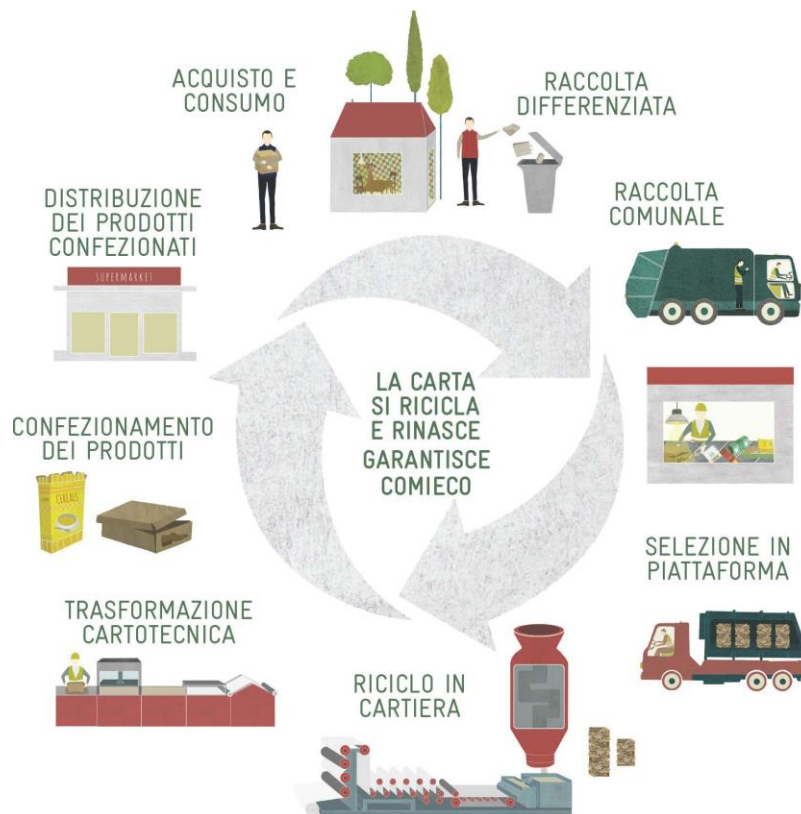 ACQUISTO E
CONSUMO
RACCOLTA
DIFFERENZIATA
RACCOLTA
COMUNALE
SELEZIONE IN
PIATTAFORMA
RICICLO IN
CARTIERA
TRASFORMAZIONE
CARTOTECNICA
CONFEZIONAMENTO
DEI PRODOTTI
CEREALS
DISTRIBUZIONE
DEI PRODOTTI
CONFEZIONATI
SUPERMARKET
LA CARTA
SI RICICLA
E RINASCE
GARANTISCE
COMIECO